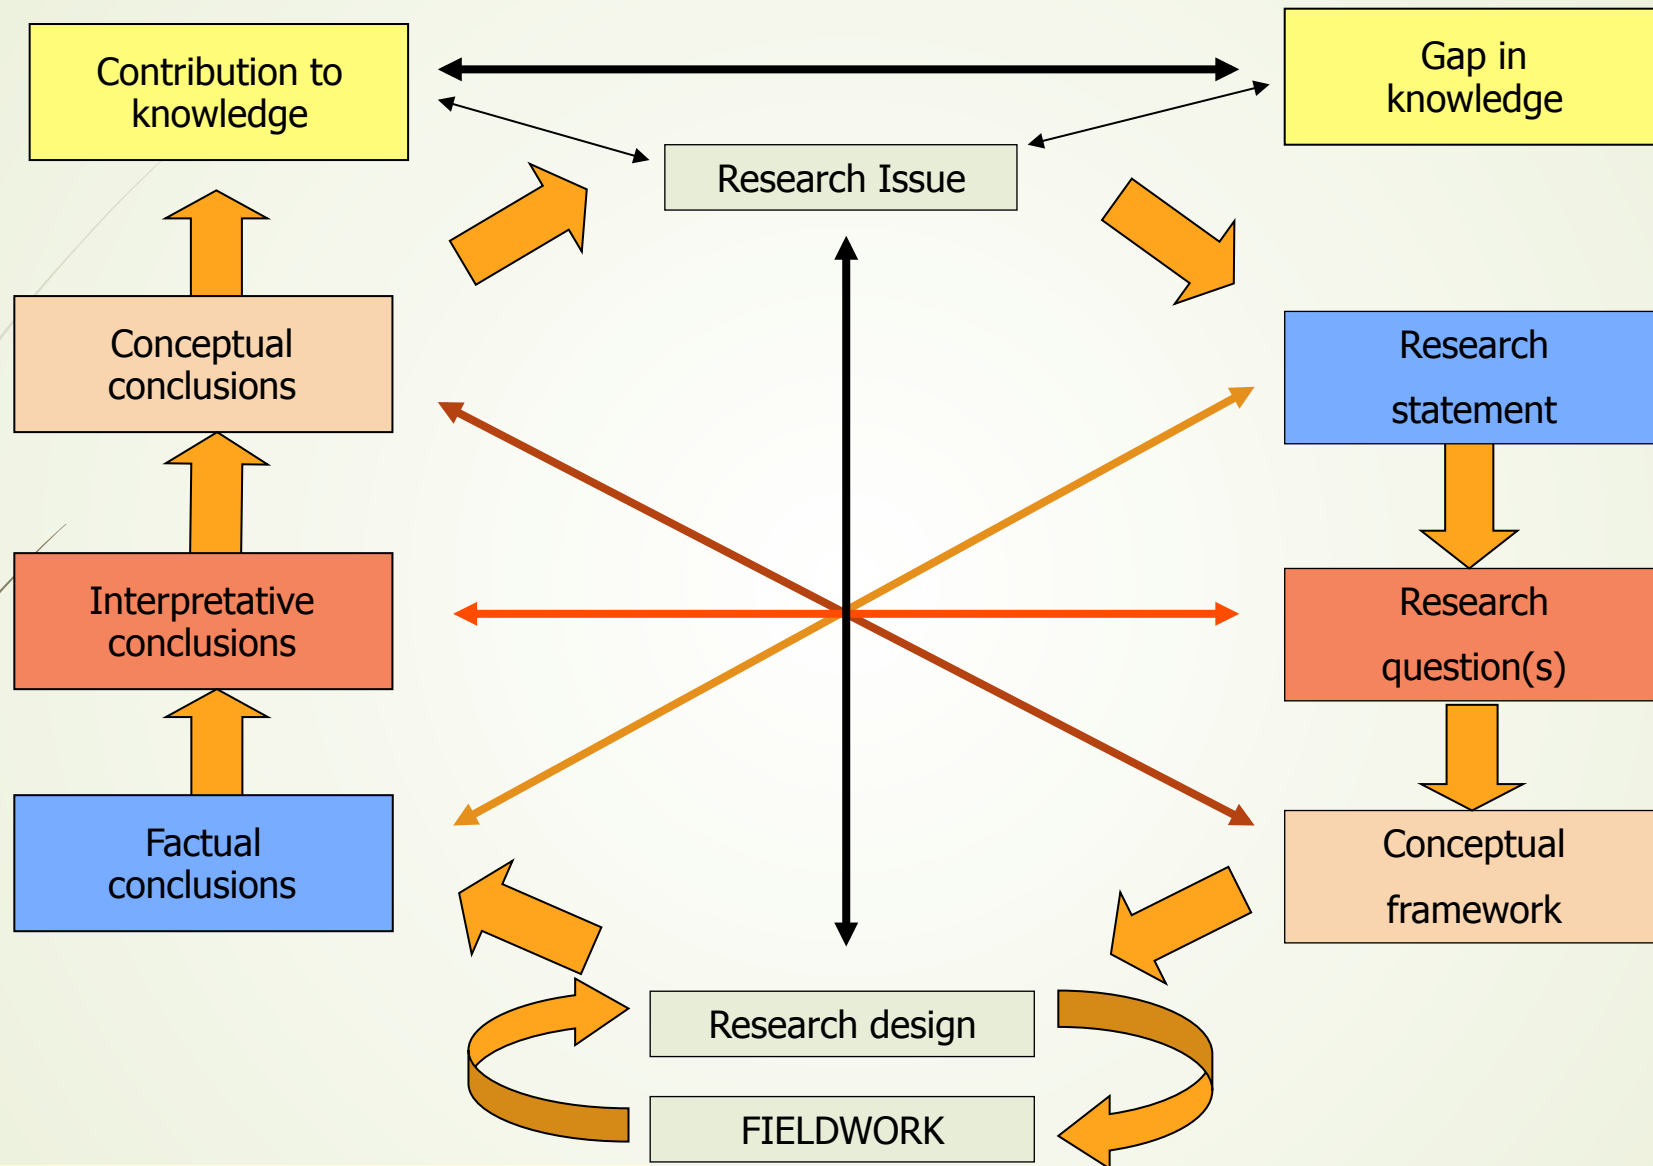 Contribution to
knowledge
Gap in
knowledge
Research Issue
Conceptual
conclusions
Research
statement
Interpretative
conclusions
Research
question(s)
Factual
conclusions
Conceptual
framework
Research design
FIELDWORK